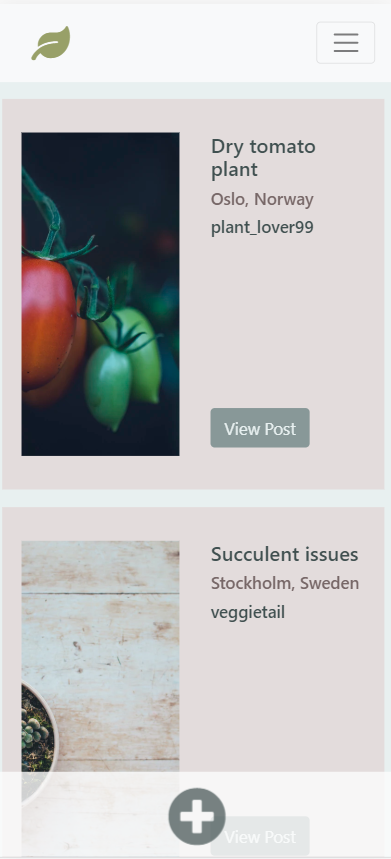 Dry tomato
plant
Oslo, Norway
plant_lover99
View Post
Succulent issues
Stockholm, Sweden
veggietail
View Post